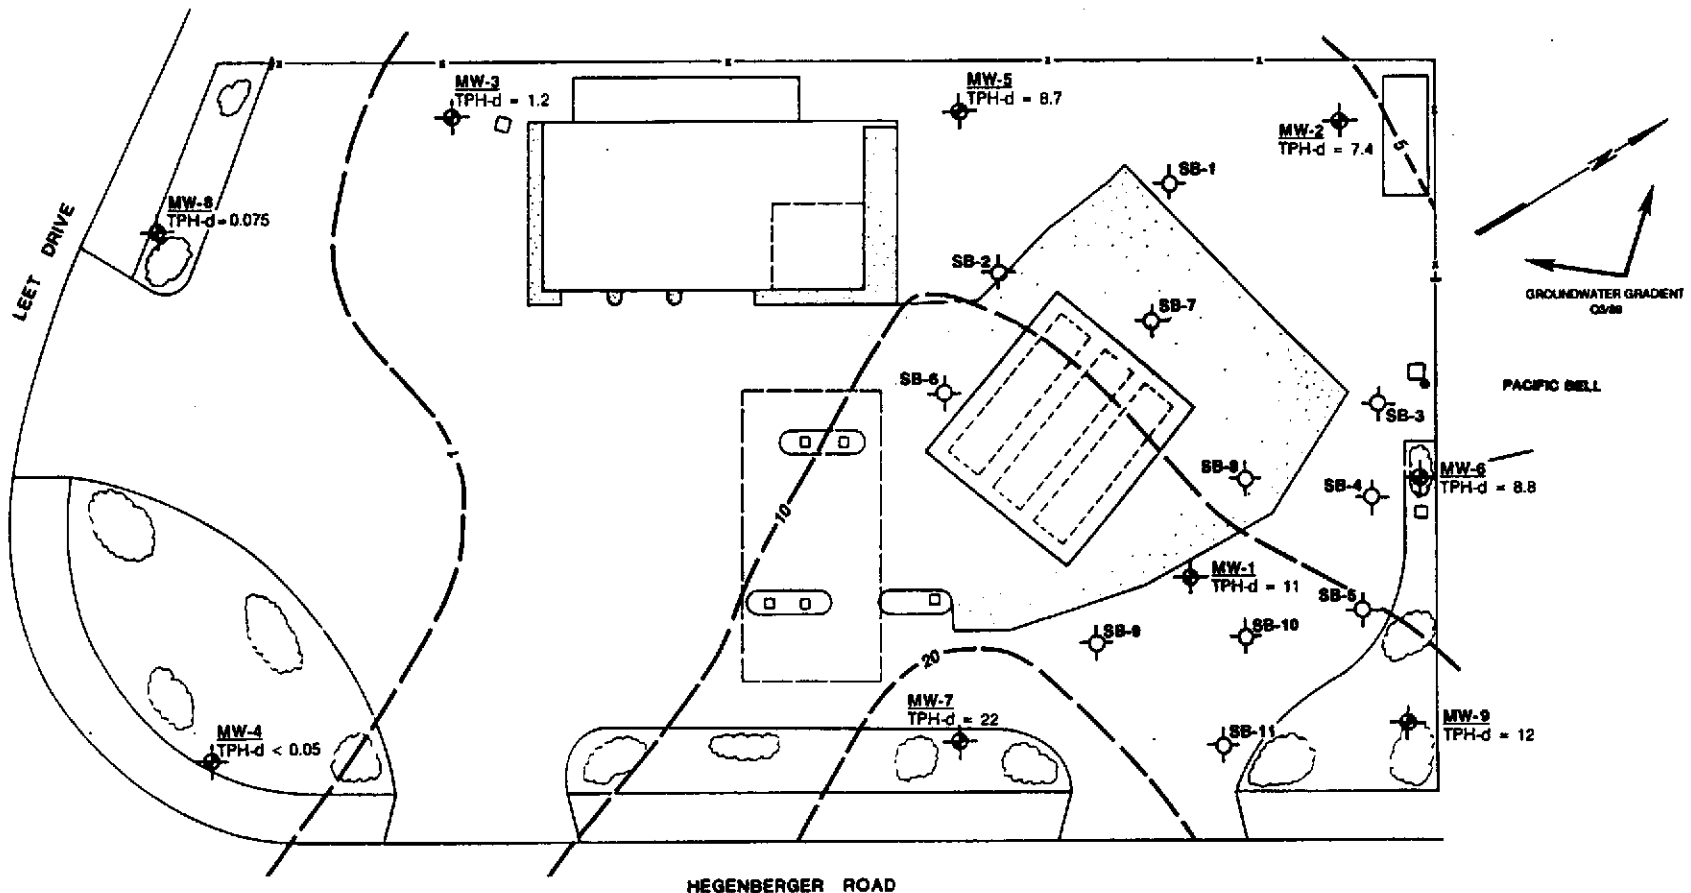 MW-3
TPH-d = 1.2
MW-5
TPH-d = 8.7
MW-2
TPH-d = 7.4
5
N
SB-1
MW-8
TPH-d=0.075
LEET DRIVE
SB-2
SB-7
GROUNDWATER GRADIENT
SB-6
PACIFIC BELL
SB-3
1
SB-8
SB-4
MW-6
TPH-d = 8.8
10
MW-1
TPH-d = 11
SB-5
SB-9
SB-10
20
MW-7
TPH-d = 22
MW-4
TPH-d < 0.05
SB-11
MW-9
TPH-d = 12
HEGENBERGER ROAD